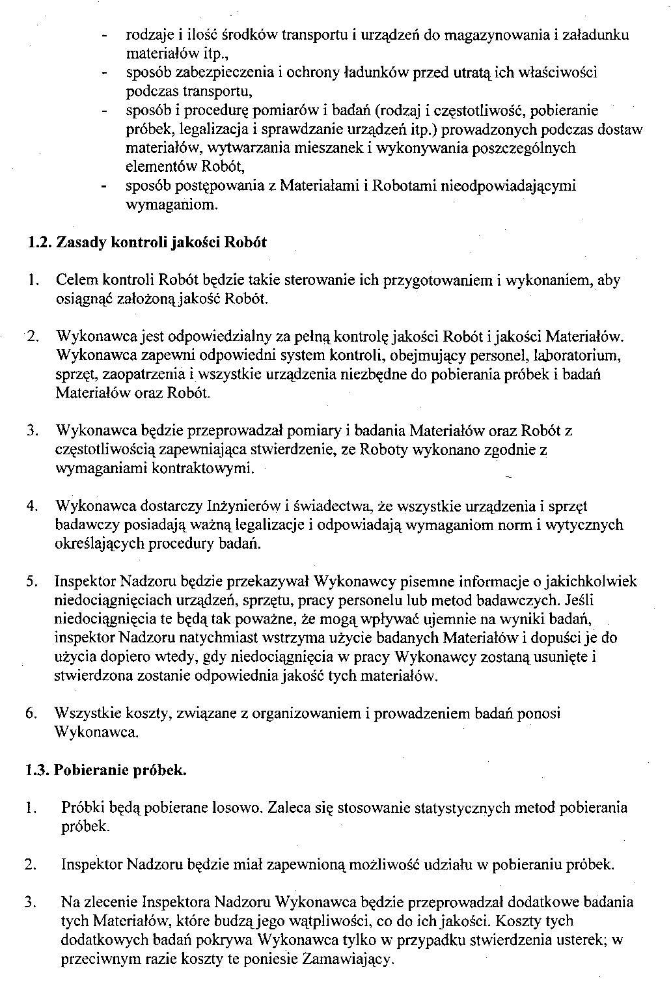 - rodzaje i ilość środków transportu i urządzeń do magazynowania i załadunku
materiałów itp.,
- sposób zabezpieczenia i ochrony ładunków przed utratą ich właściwości
podczas transportu,
- sposób i procedurę pomiarów i badań (rodzaj i częstotliwość, pobieranie
próbek, legalizacja i sprawdzanie urządzeń itp.) prowadzonych podczas dostaw
materiałów, wytwarzania mieszanek i wykonywania poszczególnych
elementów Robót,
- sposób postępowania z Materiałami i Robotami nieodpowiadającymi
wymaganiom.
1.2. Zasady kontroli jakości Robót
1. Celem kontroli Robót będzie takie sterowanie ich przygotowaniem i wykonaniem, aby
osiągnąć założoną jakość Robót.
2. Wykonawca jest odpowiedzialny za pełną kontrolę jakości Robót i jakości Materiałów.
Wykonawca zapewni odpowiedni system kontroli, obejmujący personel, laboratorium,
sprzęt, zaopatrzenia i wszystkie urządzenia niezbędne do pobierania próbek i badań
Materiałów oraz Robót.
3. Wykonawca będzie przeprowadzał pomiary i badania Materiałów oraz Robót z
częstotliwością zapewniająca stwierdzenie, ze Roboty wykonano zgodnie z
wymaganiami kontraktowymi.
4. Wykonawca dostarczy Inżynierów i świadectwa, że wszystkie urządzenia i sprzęt
badawczy posiadają ważną legalizacje i odpowiadają wymaganiom norm i wytycznych
określających procedury badań.
5. Inspektor Nadzoru będzie przekazywał Wykonawcy pisemne informacje o jakichkolwiek
niedociągnięciach urządzeń, sprzętu, pracy personelu lub metod badawczych. Jeśli
niedociągnięcia te będą tak poważne, że mogą wpływać ujemnie na wyniki badań,
inspektor Nadzoru natychmiast wstrzyma użycie badanych Materiałów i dopuści je do
użycia dopiero wtedy, gdy niedociągnięcia w pracy Wykonawcy zostaną usunięte i
stwierdzona zostanie odpowiednia jakość tych materiałów.
6. Wszystkie koszty, związane z organizowaniem i prowadzeniem badań ponosi
Wykonawca.
1.3. Pobieranie próbek.
1. Próbki będą pobierane losowo. Zaleca się stosowanie statystycznych metod pobierania
próbek.
2. Inspektor Nadzoru będzie miał zapewnioną możliwość udziału w pobieraniu próbek.
3. Na zlecenie Inspektora Nadzoru Wykonawca będzie przeprowadzał dodatkowe badania
tych Materiałów, które budzą jego wątpliwości, co do ich jakości. Koszty tych
dodatkowych badań pokrywa Wykonawca tylko w przypadku stwierdzenia usterek; w
przeciwnym razie koszty te poniesie Zamawiający.